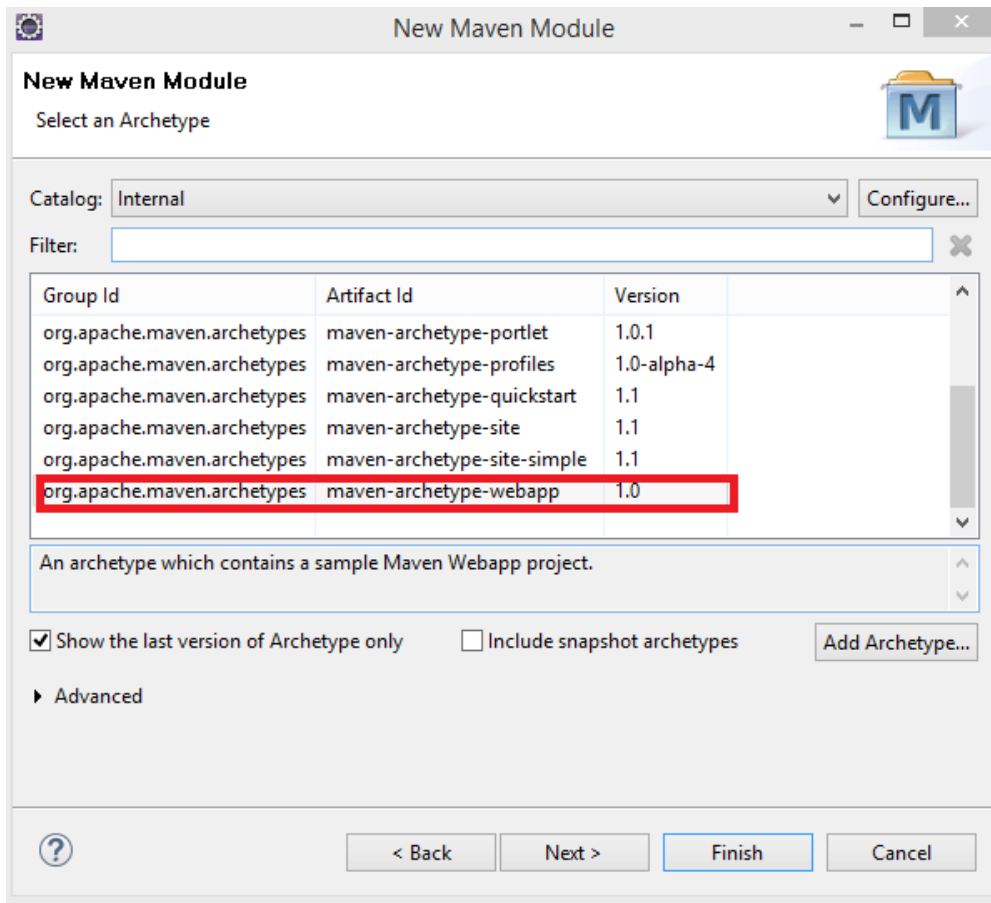 New Maven Module
New Maven Module
Select an Archetype
M
Catalog: Internal Configure...
Filter:
Group Id Artifact Id Version
org.apache.maven.archetypes maven-archetype-portlet 1.0.1
org.apache.maven.archetypes maven-archetype-profiles 1.0-alpha-4
org.apache.maven.archetypes maven-archetype-quickstart 1.1
org.apache.maven.archetypes maven-archetype-site 1.1
org.apache.maven.archetypes maven-archetype-site-simple 1.1
org.apache.maven.archetypes maven-archetype-webapp 1.0
An archetype which contains a sample Maven Webapp project.
Show the last version of Archetype only Include snapshot archetypes Add Archetype...
Advanced
? < Back Next > Finish Cancel